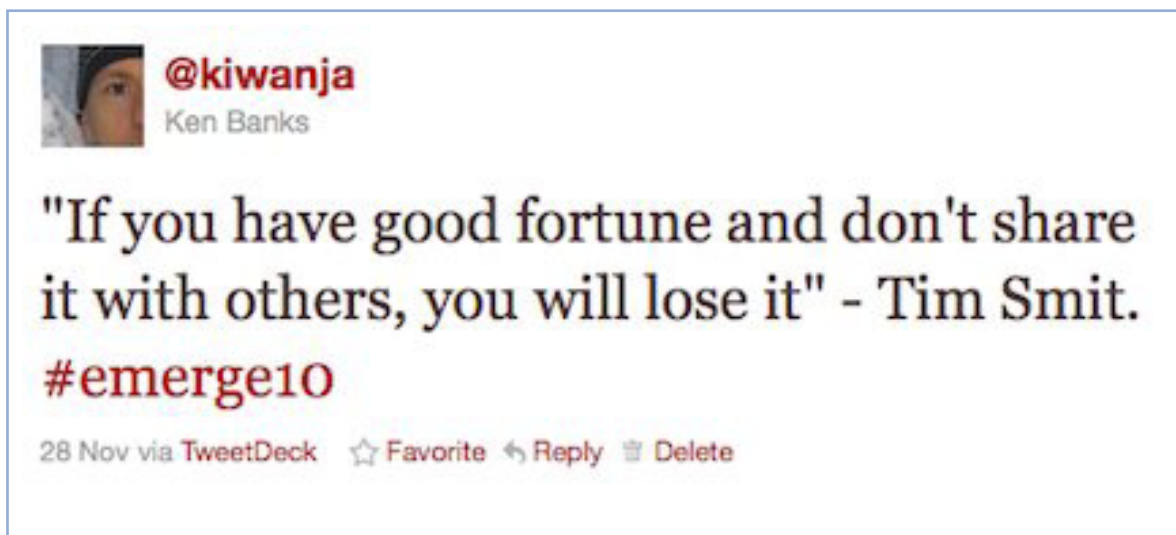 @kiwanja
Ken Banks
"If you have good fortune and don't share
it with others, you will lose it" - Tim Smit.
#emerge10
28 Nov via TweetDeck Favorite Reply Delete